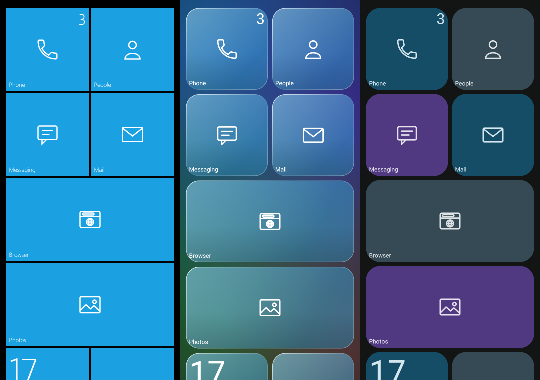 3
Phone
People
Messaging
Mail
Browser
Photos
17
3
Phone
People
Messaging
Mail
Browser
Photos
17
3
Phone
People
Messaging
Mail
Browser
Photos
17